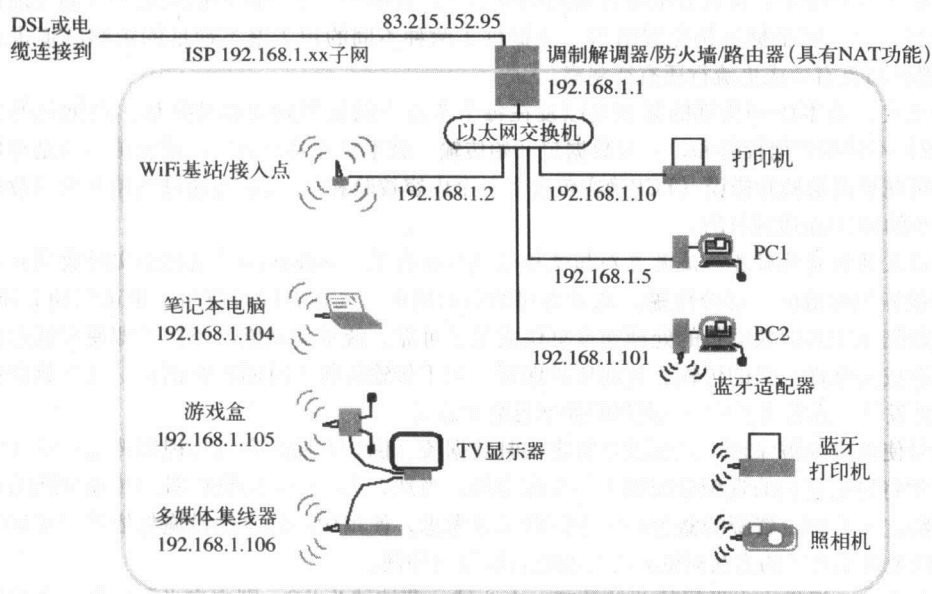 DSL或电
缆连接到
83.215.152.95
ISP 192.168.1.xx子网
调制解调器/防火墙/路由器(具有NAT功能)
192.168.1.1
以太网交换机
WiFi基站/接入点
192.168.1.2
打印机
192.168.1.10
PC1
192.168.1.5
笔记本电脑
192.168.1.104
PC2
192.168.1.101
蓝牙适配器
游戏盒
192.168.1.105
TV显示器
蓝牙
打印机
多媒体集线器
192.168.1.106
照相机